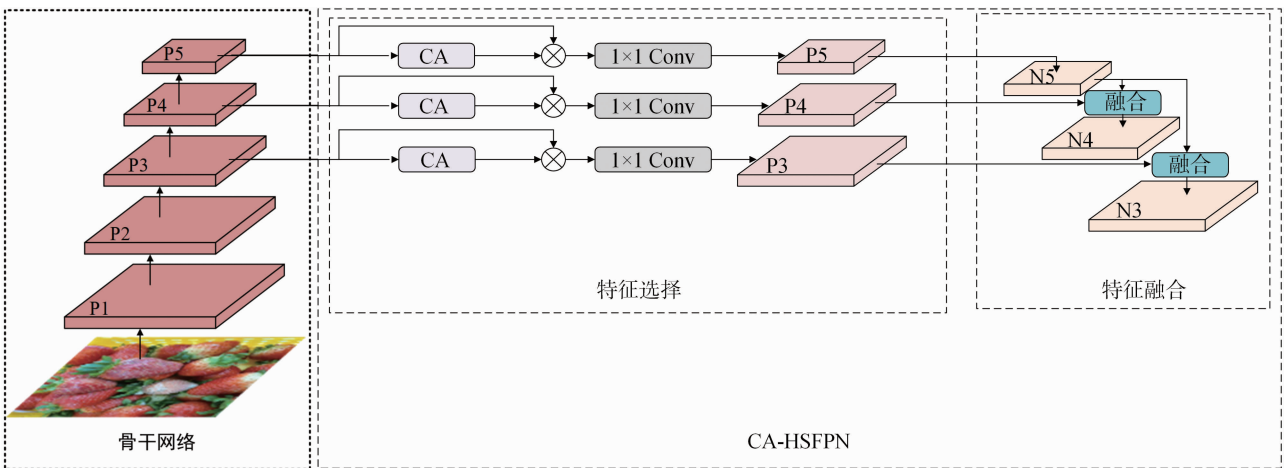 P5
P4
P3
P2
P1
骨干网络
CA
1×1 Conv
P5
CA
1×1 Conv
P4
CA
1×1 Conv
P3
特征选择
N5
融合
N4
融合
N3
特征融合
CA-HSFPN